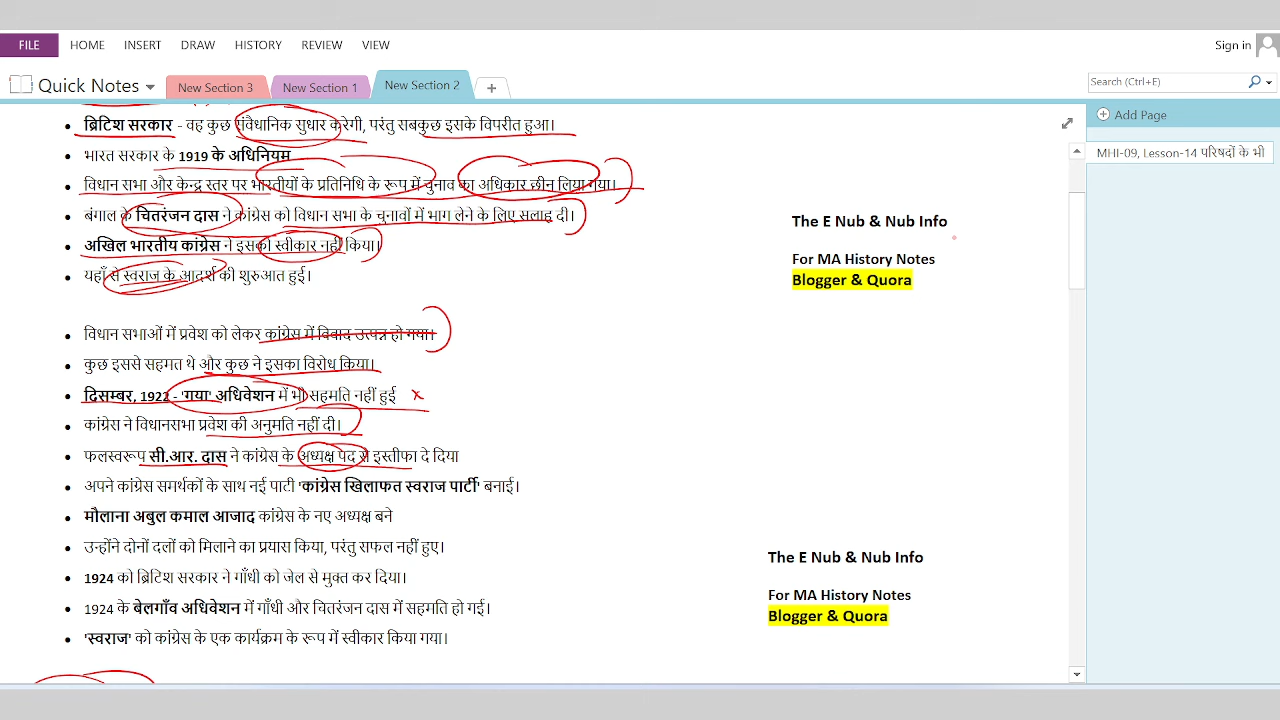 FILE HOME INSERT DRAW HISTORY REVIEW VIEW Sign in
Quick Notes New Section 3 New Section 1 New Section 2 + Search (Ctrl+E)
Add Page
MHI-09, Lesson-14 परिषदों के भी
• ब्रिटिश सरकार - वह कुछ संवैधानिक सुधार करेगी, परंतु सबकुछ इसके विपरीत हुआ।
• भारत सरकार के 1919 के अधिनियम
• विधान सभा और केन्द्र स्तर पर भारतीयों के प्रतिनिधि के रूप में चुनाव का अधिकार छीन लिया गया।
• बंगाल के चितरंजन दास ने कांग्रेस को विधान सभा के चुनावों में भाग लेने के लिए सलाह दी।
• अखिल भारतीय कांग्रेस ने इसको स्वीकार नहीं किया।
• यहाँ से स्वराज के आदर्श की शुरुआत हुई।
The E Nub & Nub Info
For MA History Notes
Blogger & Quora
• विधान सभाओं में प्रवेश को लेकर कांग्रेस में विवाद उत्पन्न हो गया।
• कुछ इससे सहमत थे और कुछ ने इसका विरोध किया।
• दिसम्बर, 1922 - 'गया' अधिवेशन में भी सहमति नहीं हुई x
• कांग्रेस ने विधानसभा प्रवेश की अनुमति नहीं दी।
• फलस्वरूप सी.आर. दास ने कांग्रेस के अध्यक्ष पद से इस्तीफा दे दिया
• अपने कांग्रेस समर्थकों के साथ नई पार्टी 'कांग्रेस खिलाफत स्वराज पार्टी' बनाई।
• मौलाना अबुल कमाल आजाद कांग्रेस के नए अध्यक्ष बने
• उन्होंने दोनों दलों को मिलाने का प्रयास किया, परंतु सफल नहीं हुए।
• 1924 को ब्रिटिश सरकार ने गाँधी को जेल से मुक्त कर दिया।
• 1924 के बेलगाँव अधिवेशन में गाँधी और चितरंजन दास में सहमति हो गई।
• 'स्वराज' को कांग्रेस के एक कार्यक्रम के रूप में स्वीकार किया गया।
The E Nub & Nub Info
For MA History Notes
Blogger & Quora